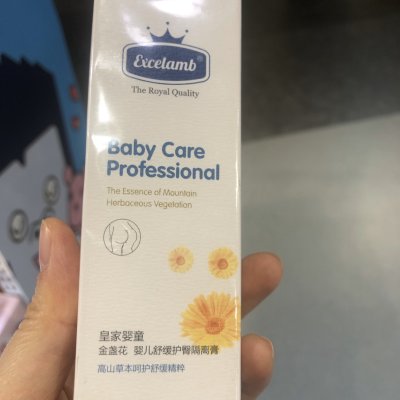 Excelamb®
The Royal Quality
Baby Care
Professional
The Essence of Mountain
Herbaceous Vegetation
皇家婴童
金盏花 婴儿舒缓护臀隔离膏
高山草本呵护舒缓精粹